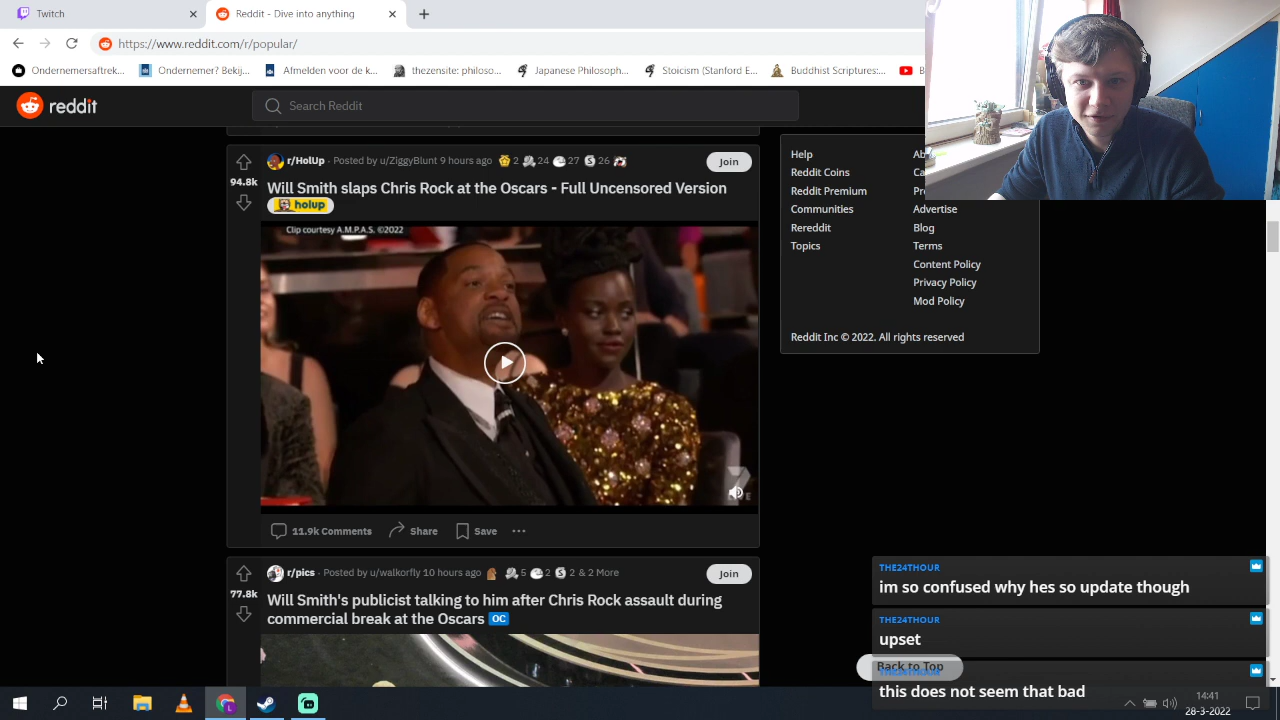 Twitch
Reddit - Dive into anything
https://www.reddit.com/r/popular/
Ondernemersaftrek...
Ondernemer? Bekij...
Afmelden voor de k...
thezensite: philoso...
Japanese Philosoph...
Stoicism (Stanford E...
Buddhist Scriptures:...
reddit
Search Reddit
r/HolUp · Posted by u/ZiggyBlunt 9 hours ago 2 24 27 26
Join
94.8k
Will Smith slaps Chris Rock at the Oscars - Full Uncensored Version
holup
Clip courtesy A.M.P.A.S. ©2022
11.9k Comments
Share
Save
r/pics · Posted by u/walkorfly 10 hours ago 5 2 2 & 2 More
Join
77.8k
Will Smith's publicist talking to him after Chris Rock assault during
commercial break at the Oscars OC
Help
Reddit Coins
Reddit Premium
Communities
Rereddit
Topics
Advertise
Blog
Terms
Content Policy
Privacy Policy
Mod Policy
Reddit Inc © 2022. All rights reserved
THE24THOUR
im so confused why hes so update though
THE24THOUR
upset
Back to Top
this does not seem that bad
14:41
28-3-2022